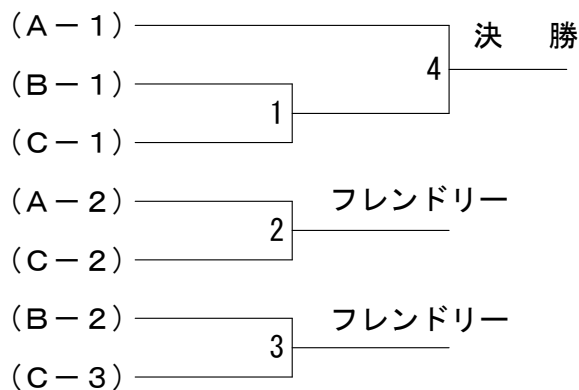 (A－1)
決　勝
4
(B－1)
1
(C－1)
(A－2)
フレンドリー
2
(C－2)
(B－2)
フレンドリー
3
(C－3)